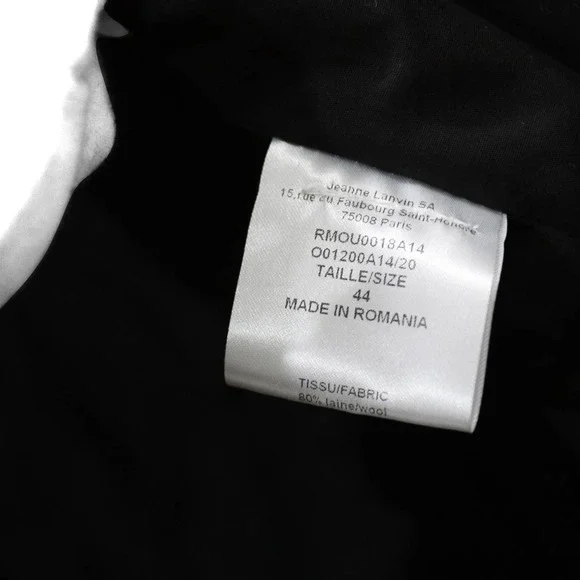 Jeanne Lanvin SA
15,rue du Faubourg Saint-Honoré
75008 Paris
RMOU0018A14
O01200A14/20
TAILLE/SIZE
44
MADE IN ROMANIA
TISSU/FABRIC
80% laine/wool